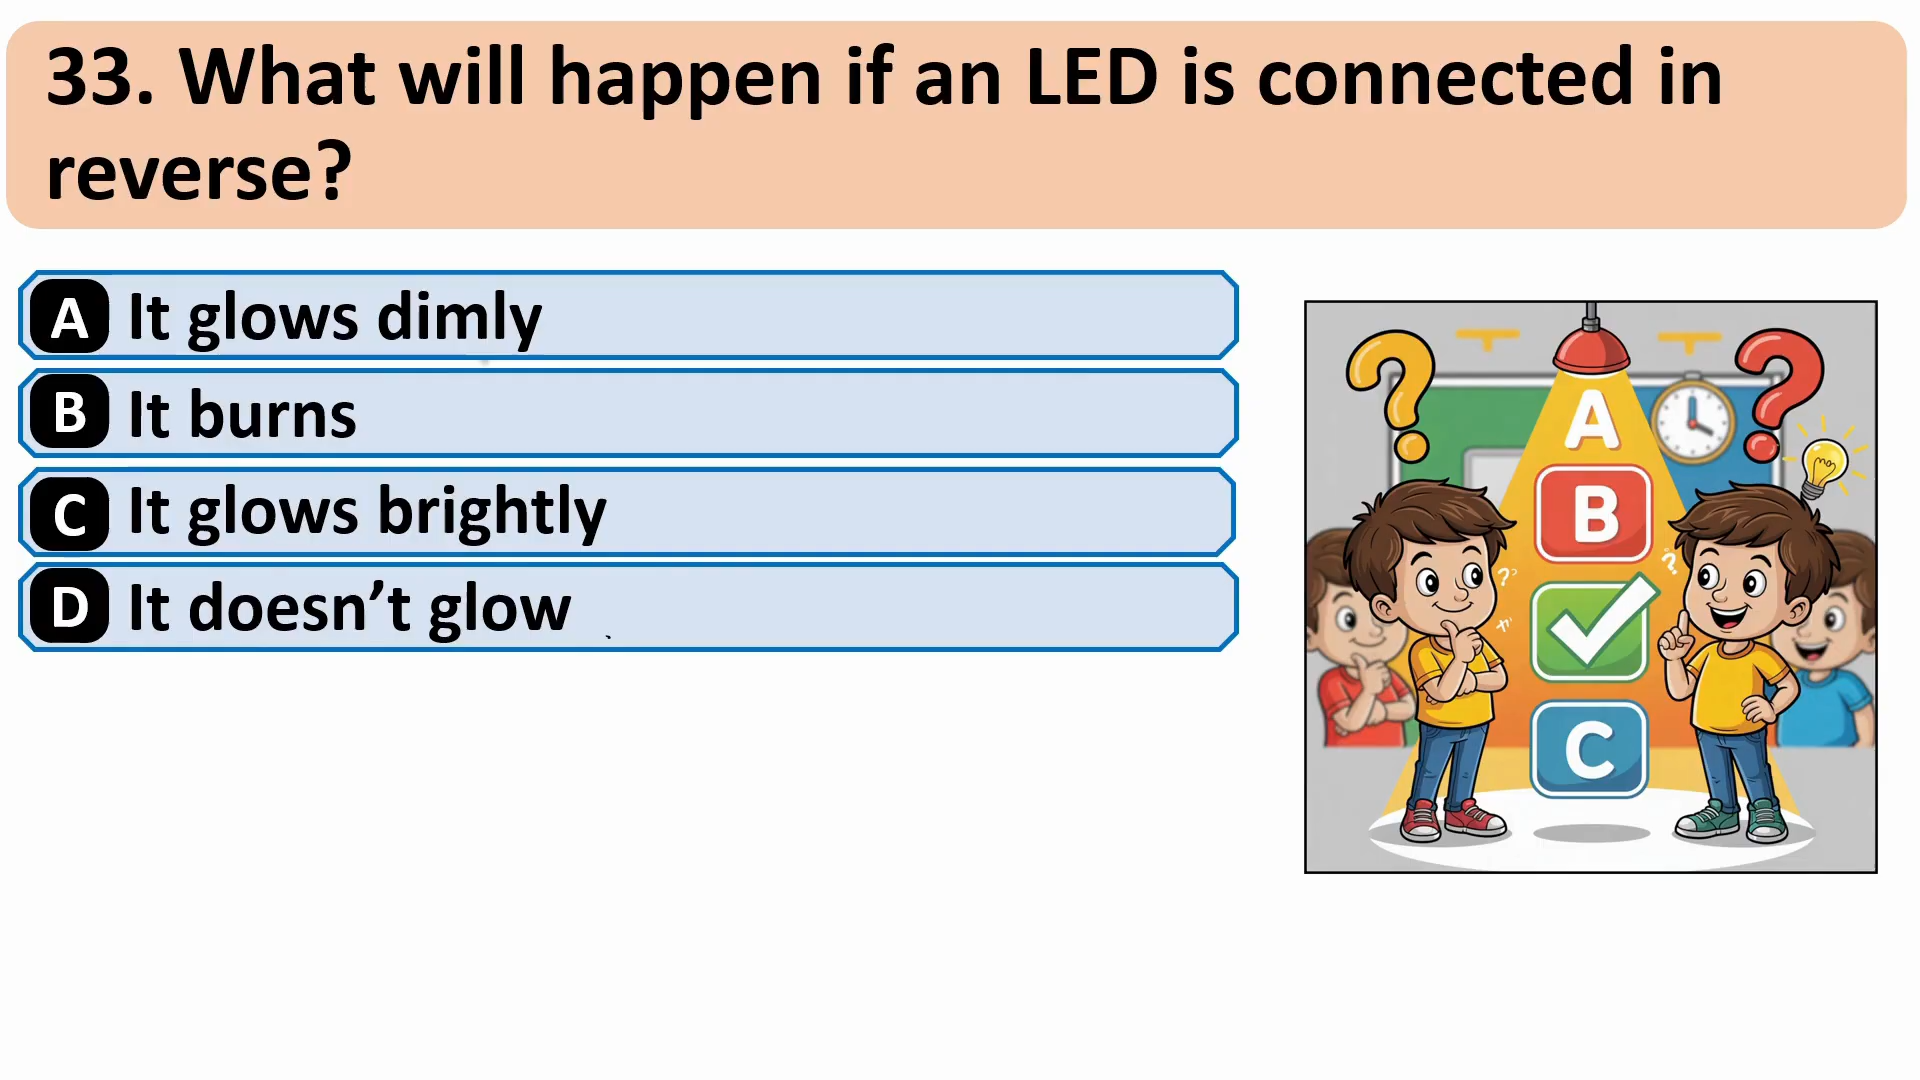 33. What will happen if an LED is connected in
reverse?
A It glows dimly
B It burns
C It glows brightly
D It doesn’t glow
?
?
A
B
?
?
C